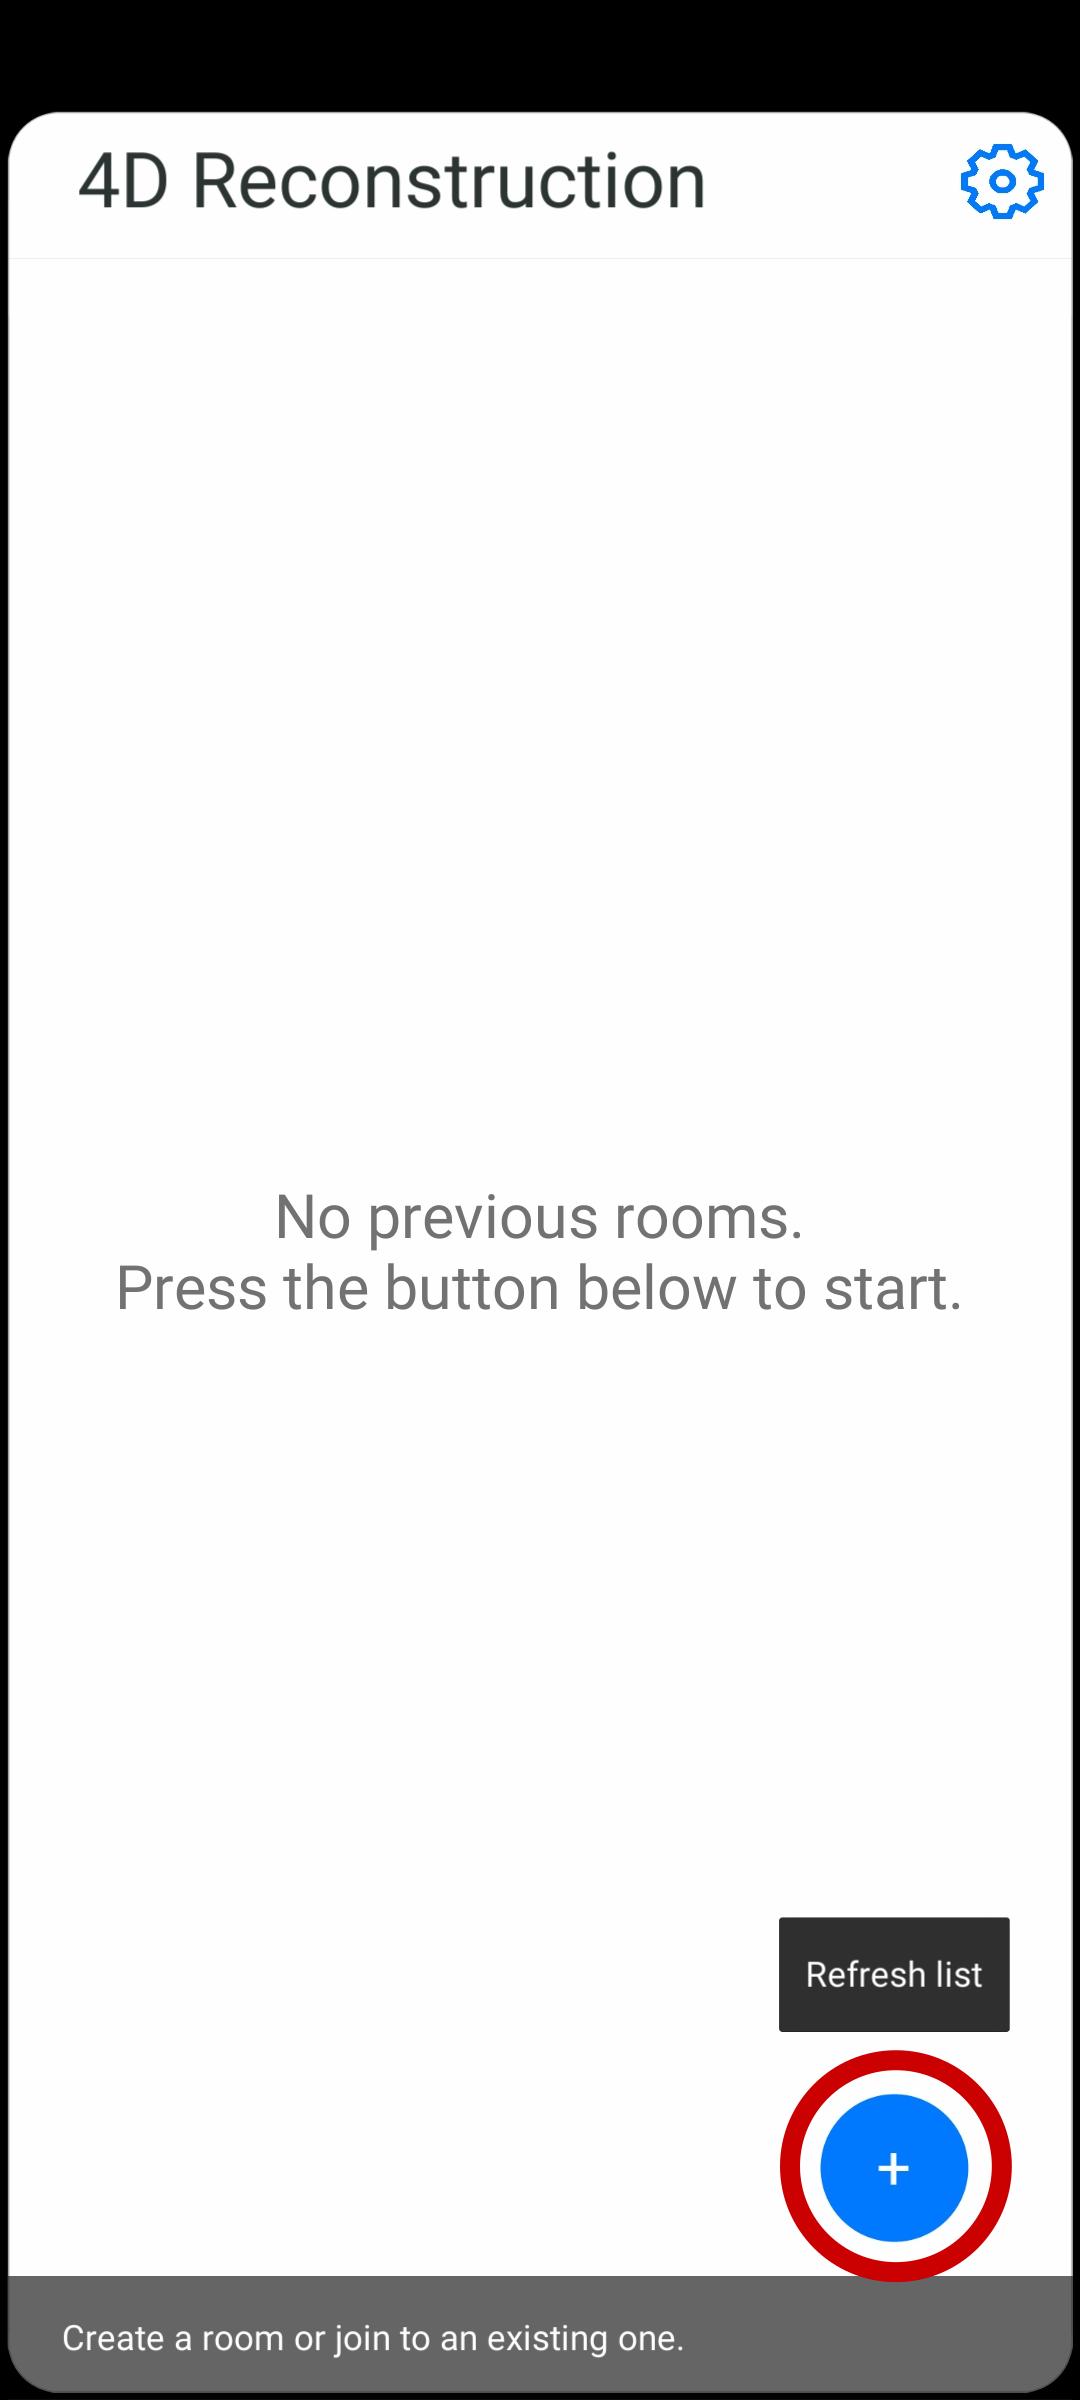 4D Reconstruction
No previous rooms.
Press the button below to start.
Refresh list
+
Create a room or join to an existing one.